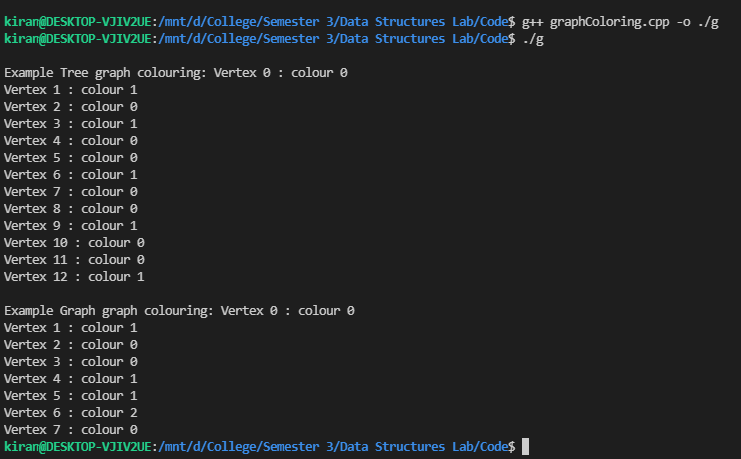 kiran@DESKTOP-VJIV2UE:/mnt/d/College/Semester 3/Data Structures Lab/Code$ g++ graphColoring.cpp -o ./g
kiran@DESKTOP-VJIV2UE:/mnt/d/College/Semester 3/Data Structures Lab/Code$ ./g
Example Tree graph colouring: Vertex 0 : colour 0
Vertex 1 : colour 1
Vertex 2 : colour 0
Vertex 3 : colour 1
Vertex 4 : colour 0
Vertex 5 : colour 0
Vertex 6 : colour 1
Vertex 7 : colour 0
Vertex 8 : colour 0
Vertex 9 : colour 1
Vertex 10 : colour 0
Vertex 11 : colour 0
Vertex 12 : colour 1
Example Graph graph colouring: Vertex 0 : colour 0
Vertex 1 : colour 1
Vertex 2 : colour 0
Vertex 3 : colour 0
Vertex 4 : colour 1
Vertex 5 : colour 1
Vertex 6 : colour 2
Vertex 7 : colour 0
kiran@DESKTOP-VJIV2UE:/mnt/d/College/Semester 3/Data Structures Lab/Code$